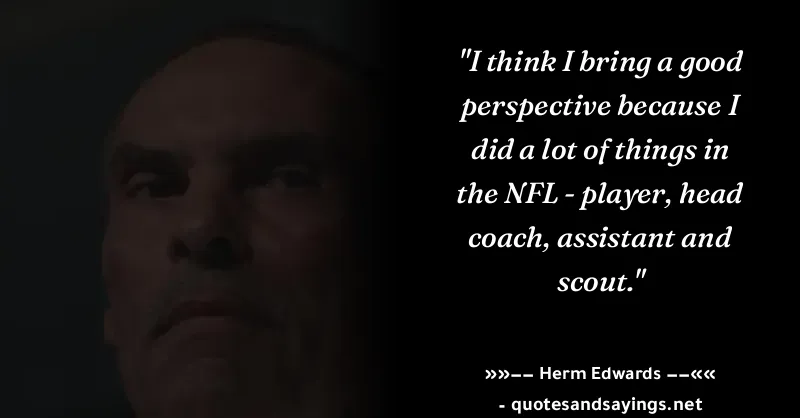 "I think I bring a good
perspective because I
did a lot of things in
the NFL - player, head
coach, assistant and
scout."
»»–– Herm Edwards ––««
- quotesandsayings.net